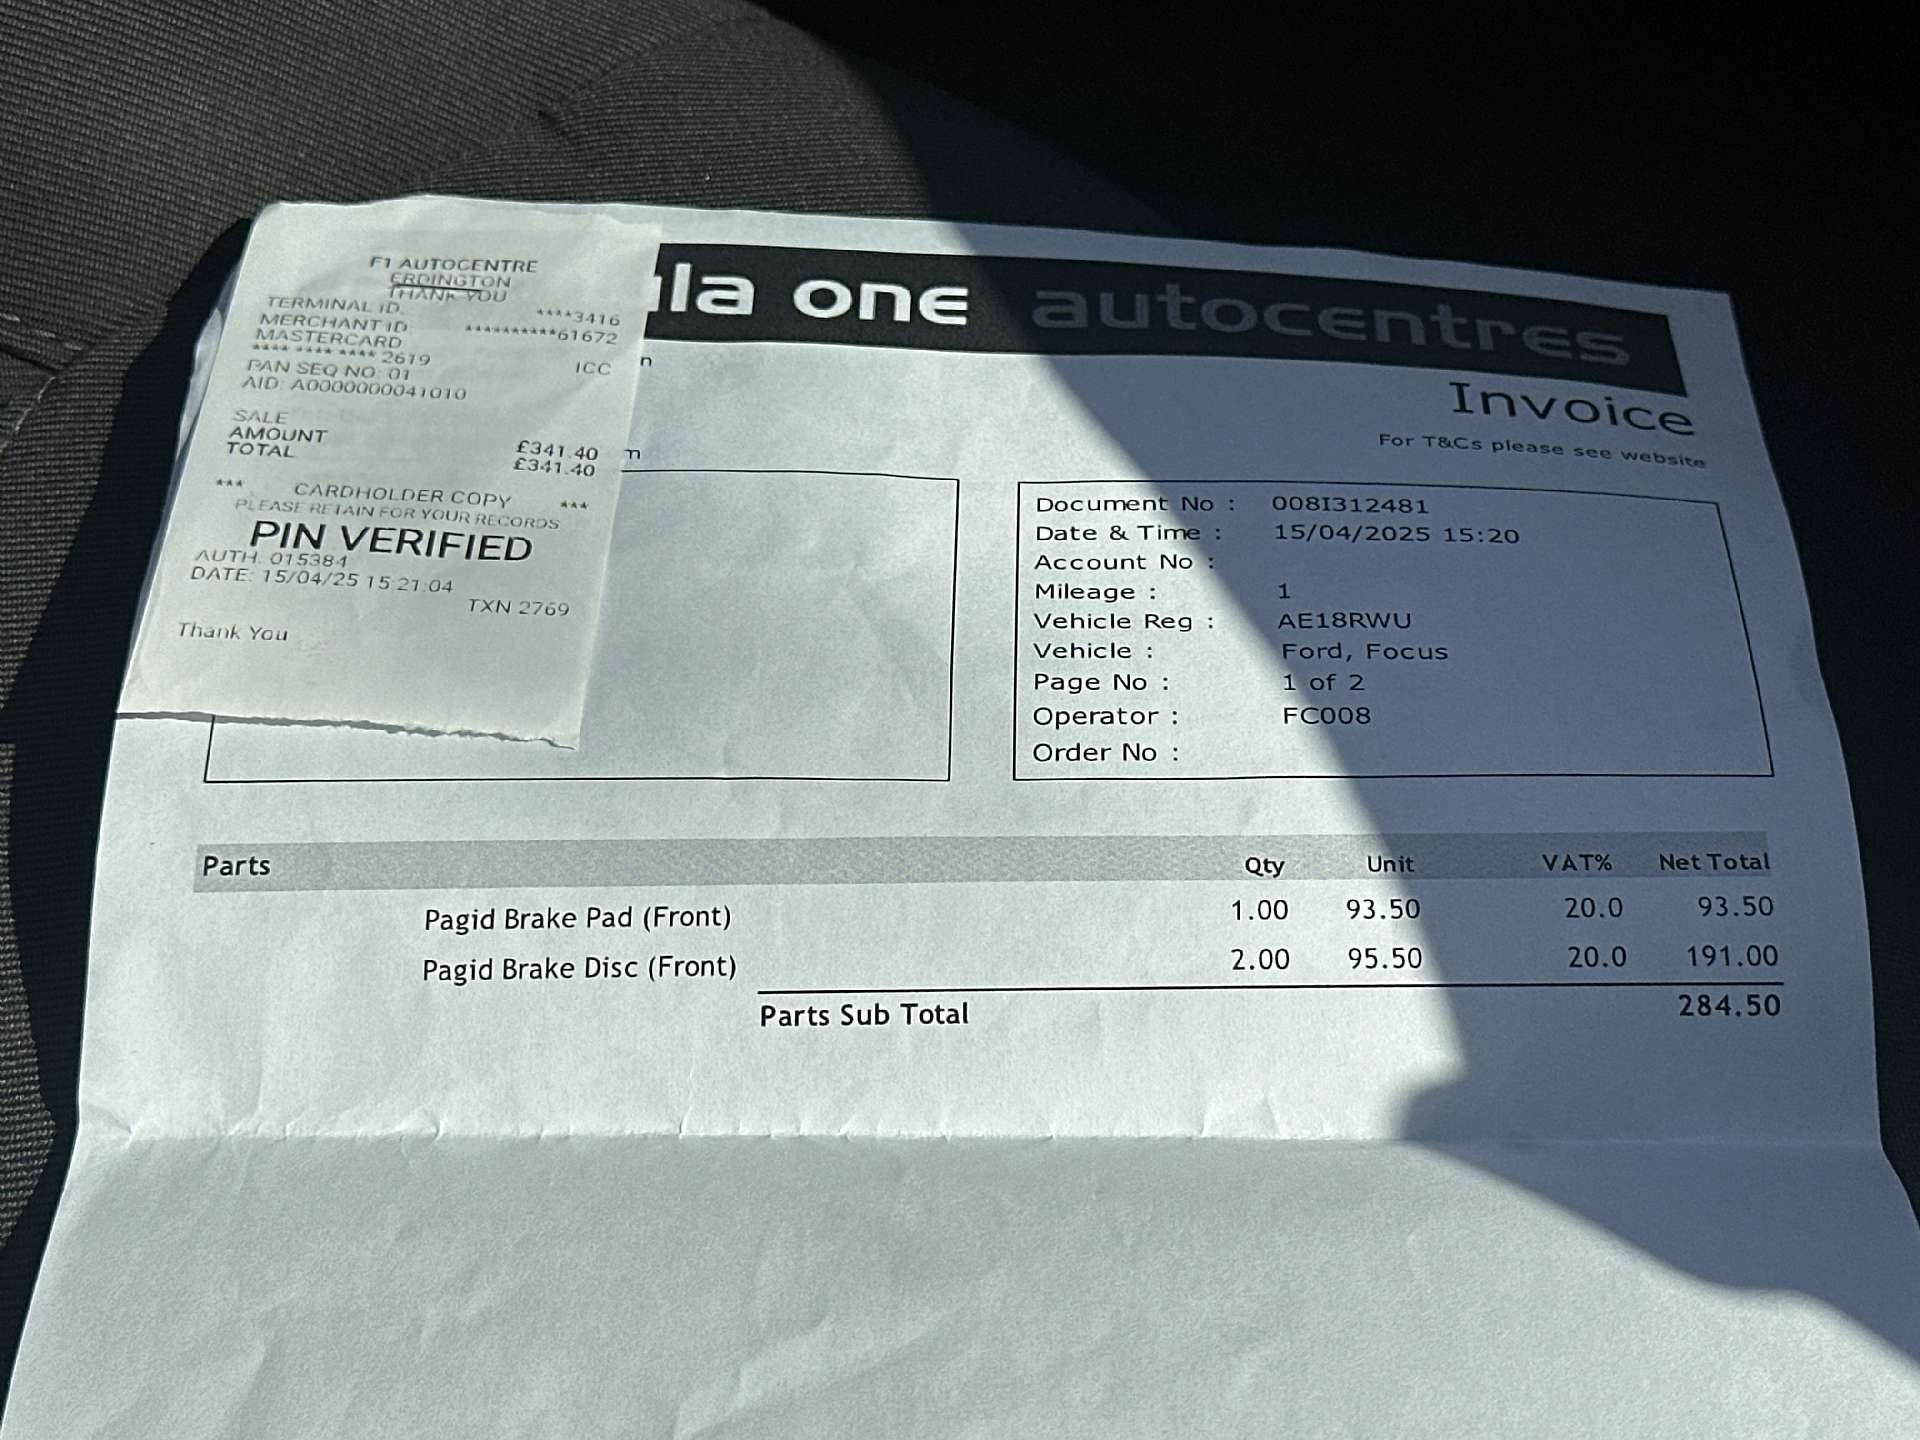 F1 AUTOCENTRE
ERDINGTON
THANK YOU
TERMINAL ID. ****3416
MERCHANT ID **********61672
MASTERCARD
**** **** **** 2619
PAN SEQ NO: 01 ICC
AID: A0000000041010
SALE
AMOUNT £341.40
TOTAL £341.40
*** CARDHOLDER COPY ***
PLEASE RETAIN FOR YOUR RECORDS
PIN VERIFIED
AUTH: 015384
DATE: 15/04/25 15:21:04
TXN 2769
Thank You
ula one autocentres
n
m
Invoice
For T&Cs please see website
Document No : 008I312481
Date & Time : 15/04/2025 15:20
Account No :
Mileage : 1
Vehicle Reg : AE18RWU
Vehicle : Ford, Focus
Page No : 1 of 2
Operator : FC008
Order No :
Parts Qty Unit VAT% Net Total
Pagid Brake Pad (Front) 1.00 93.50 20.0 93.50
Pagid Brake Disc (Front) 2.00 95.50 20.0 191.00
Parts Sub Total 284.50